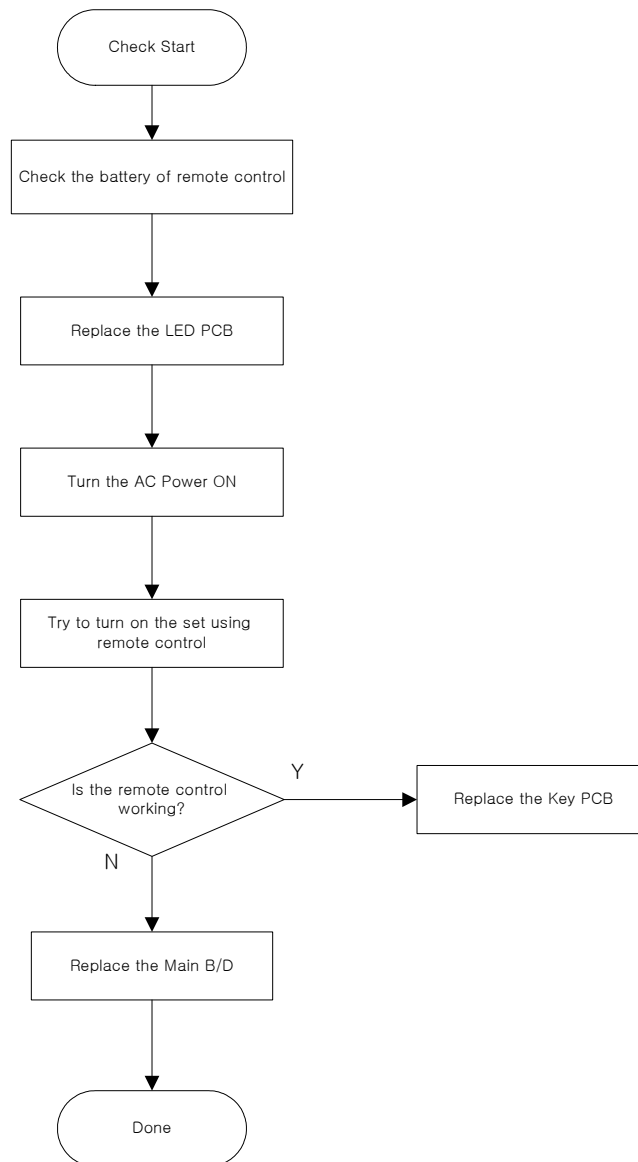 Check Start
Check the battery of remote control
Replace the LED PCB
Turn the AC Power ON
Try to turn on the set using
remote control
Is the remote control
working?
Y
Replace the Key PCB
N
Replace the Main B/D
Done